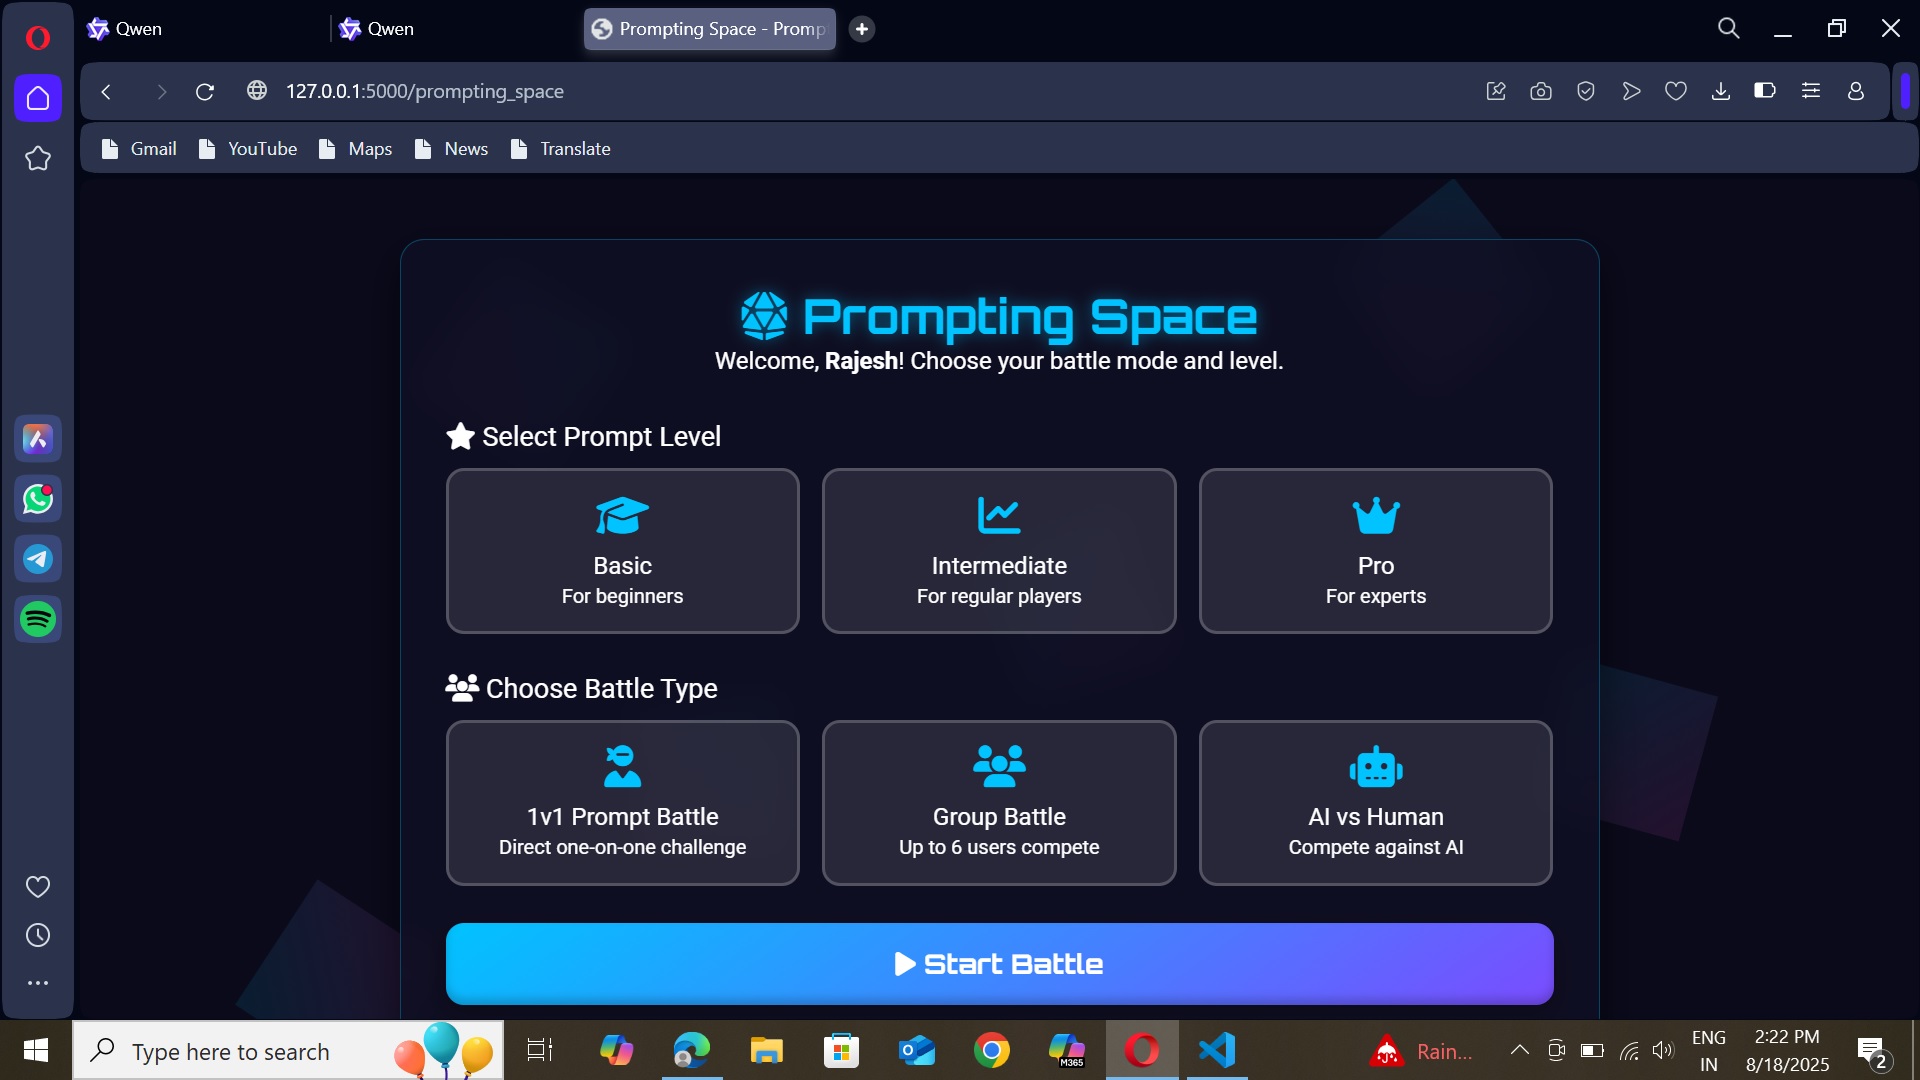 Qwen
Qwen
Prompting Space - Promp
127.0.0.1:5000/prompting_space
Gmail
YouTube
Maps
News
Translate
Prompting Space
Welcome, Rajesh! Choose your battle mode and level.
Select Prompt Level
Basic
For beginners
Intermediate
For regular players
Pro
For experts
Choose Battle Type
1v1 Prompt Battle
Direct one-on-one challenge
Group Battle
Up to 6 users compete
AI vs Human
Compete against AI
Start Battle
Type here to search
M365
Rain...
ENG
IN
2:22 PM
8/18/2025
2